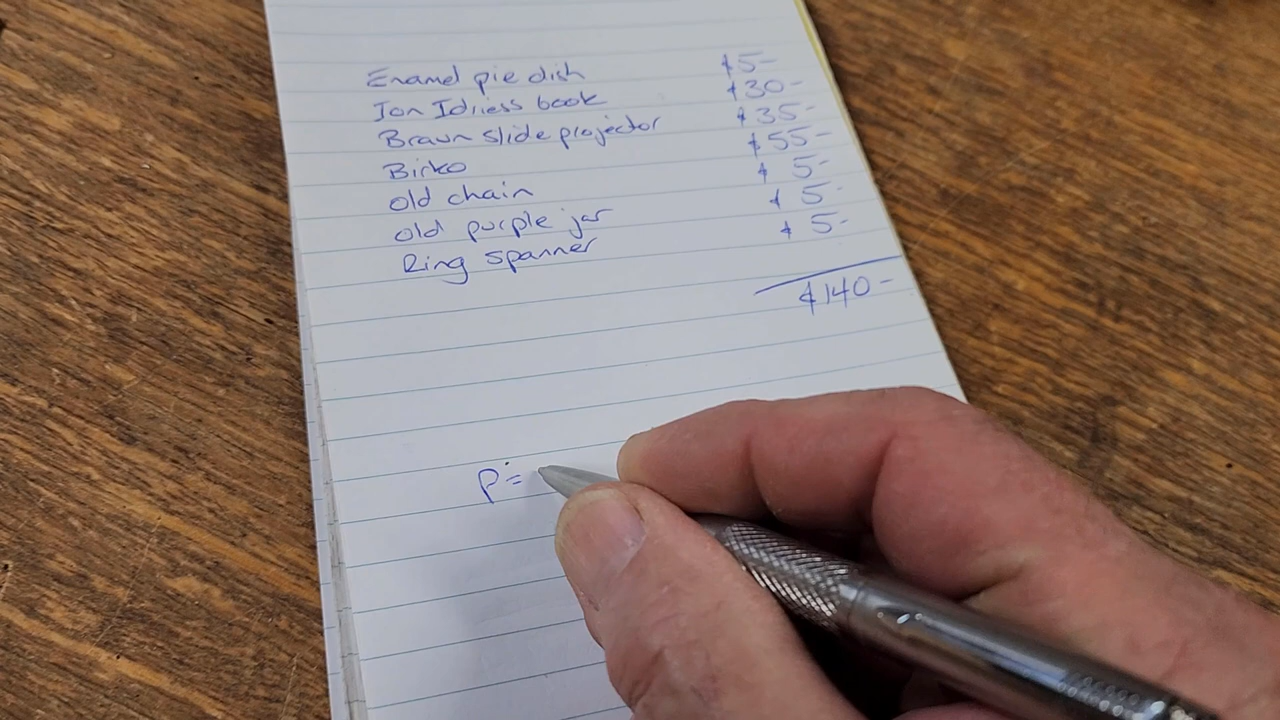 Enamel pie dish $5-
Ion Idriess book $30-
Braun slide projector $35-
Birko $55-
old chain $ 5-
old purple jar $ 5-
Ring spanner $ 5-
$140-
P=